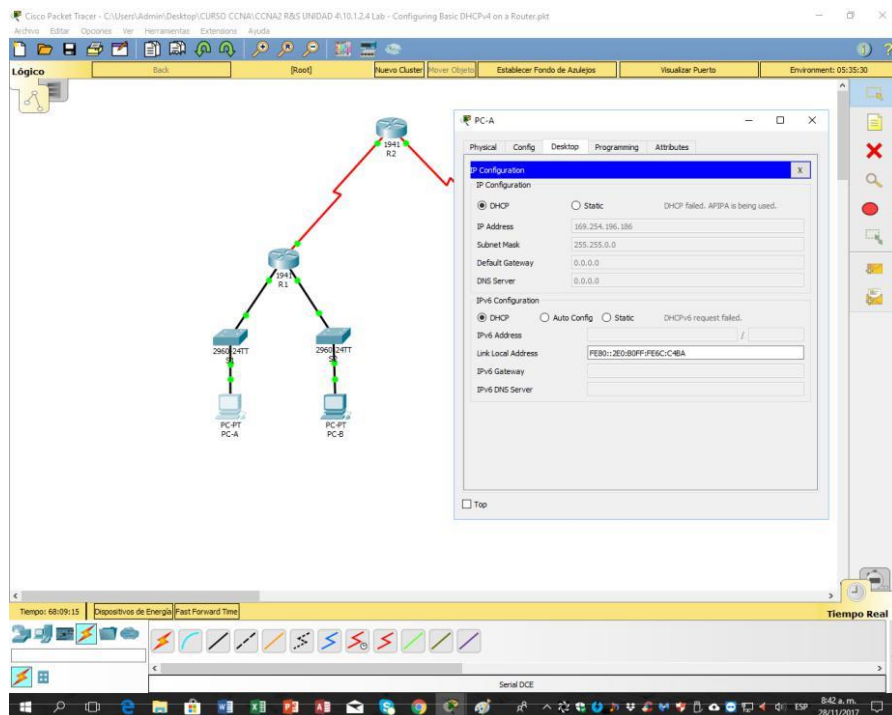 Cisco Packet Tracer - C:\Users\Admin\Desktop\CURSO CCNA\CCNA2 R&S UNIDAD 4\10.1.2.4 Lab - Configuring Basic DHCPv4 on a Router.pkt
Archivo Editar Opciones Ver Herramientas Extensions Ayuda
Lógico Back [Root] Nuevo Cluster Mover Objeto Establecer Fondo de Azulejos Visualizar Puerto Environment: 05:35:30
1941
R2
1941
R1
2960-24TT
S1
2960-24TT
PC-PT
PC-A
PC-PT
PC-B
PC-A
Physical Config Desktop Programming Attributes
IP Configuration X
IP Configuration
DHCP Static DHCP failed. APIPA is being used.
IP Address 169.254.196.186
Subnet Mask 255.255.0.0
Default Gateway 0.0.0.0
DNS Server 0.0.0.0
IPv6 Configuration
DHCP Auto Config Static DHCPv6 request failed.
IPv6 Address /
Link Local Address FE80::2E0:B0FF:FE6C:C4BA
IPv6 Gateway
IPv6 DNS Server
Top
Tiempo: 68:09:15 Dispositivos de Energía Fast Forward Time Tiempo Real
Serial DCE
ESP 8:42 a. m.
28/11/2017